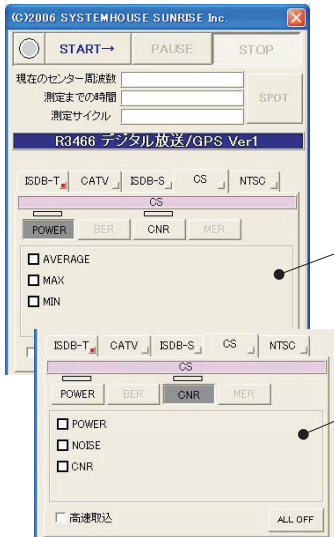 (C)2006 SYSTEMHOUSE SUNRISE Inc.
START→ PAUSE STOP
現在のセンター周波数
測定までの時間
測定サイクル
SPOT
R3466 デジタル放送/GPS Ver1
ISDB-T CATV ISDB-S CS NTSC
CS
POWER BER CNR MER
AVERAGE
MAX
MIN
ISDB-T CATV ISDB-S CS NTSC
CS
POWER BER CNR MER
POWER
NOISE
CNR
高速取込 ALL OFF